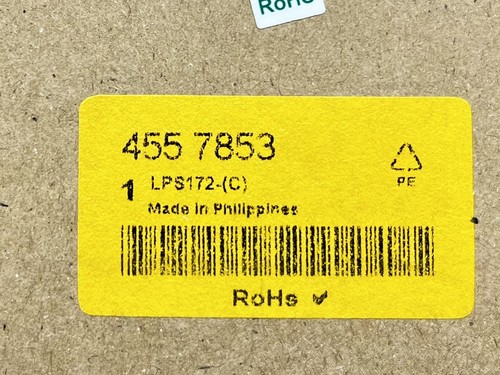 RoHS
455 7853
PE
1 LPS172-(C)
Made in Philippines
RoHs ✔